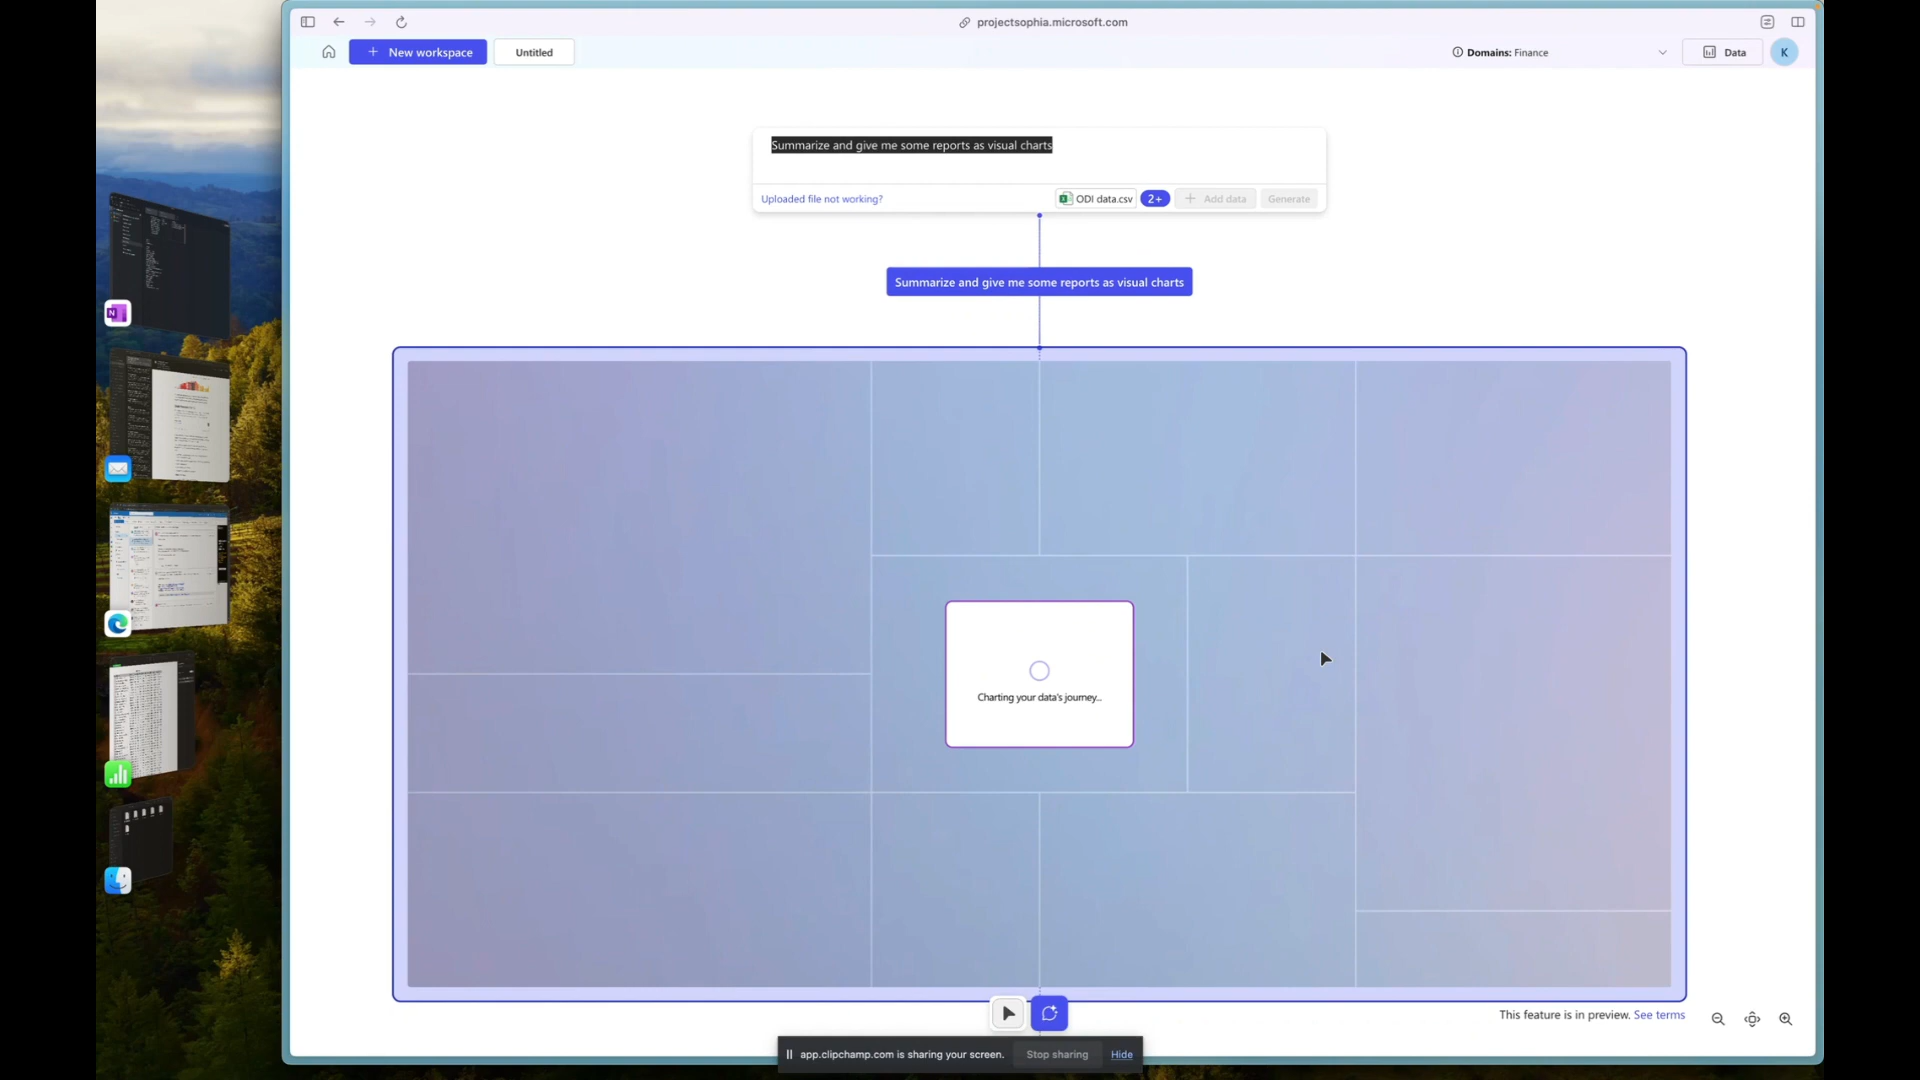 projectsophia.microsoft.com
+ New workspace
Untitled
Domains: Finance
Data
K
Summarize and give me some reports as visual charts
Uploaded file not working?
ODI data.csv
2+
+ Add data
Generate
Summarize and give me some reports as visual charts
Charting your data's journey...
This feature is in preview. See terms
app.clipchamp.com is sharing your screen.
Stop sharing
Hide